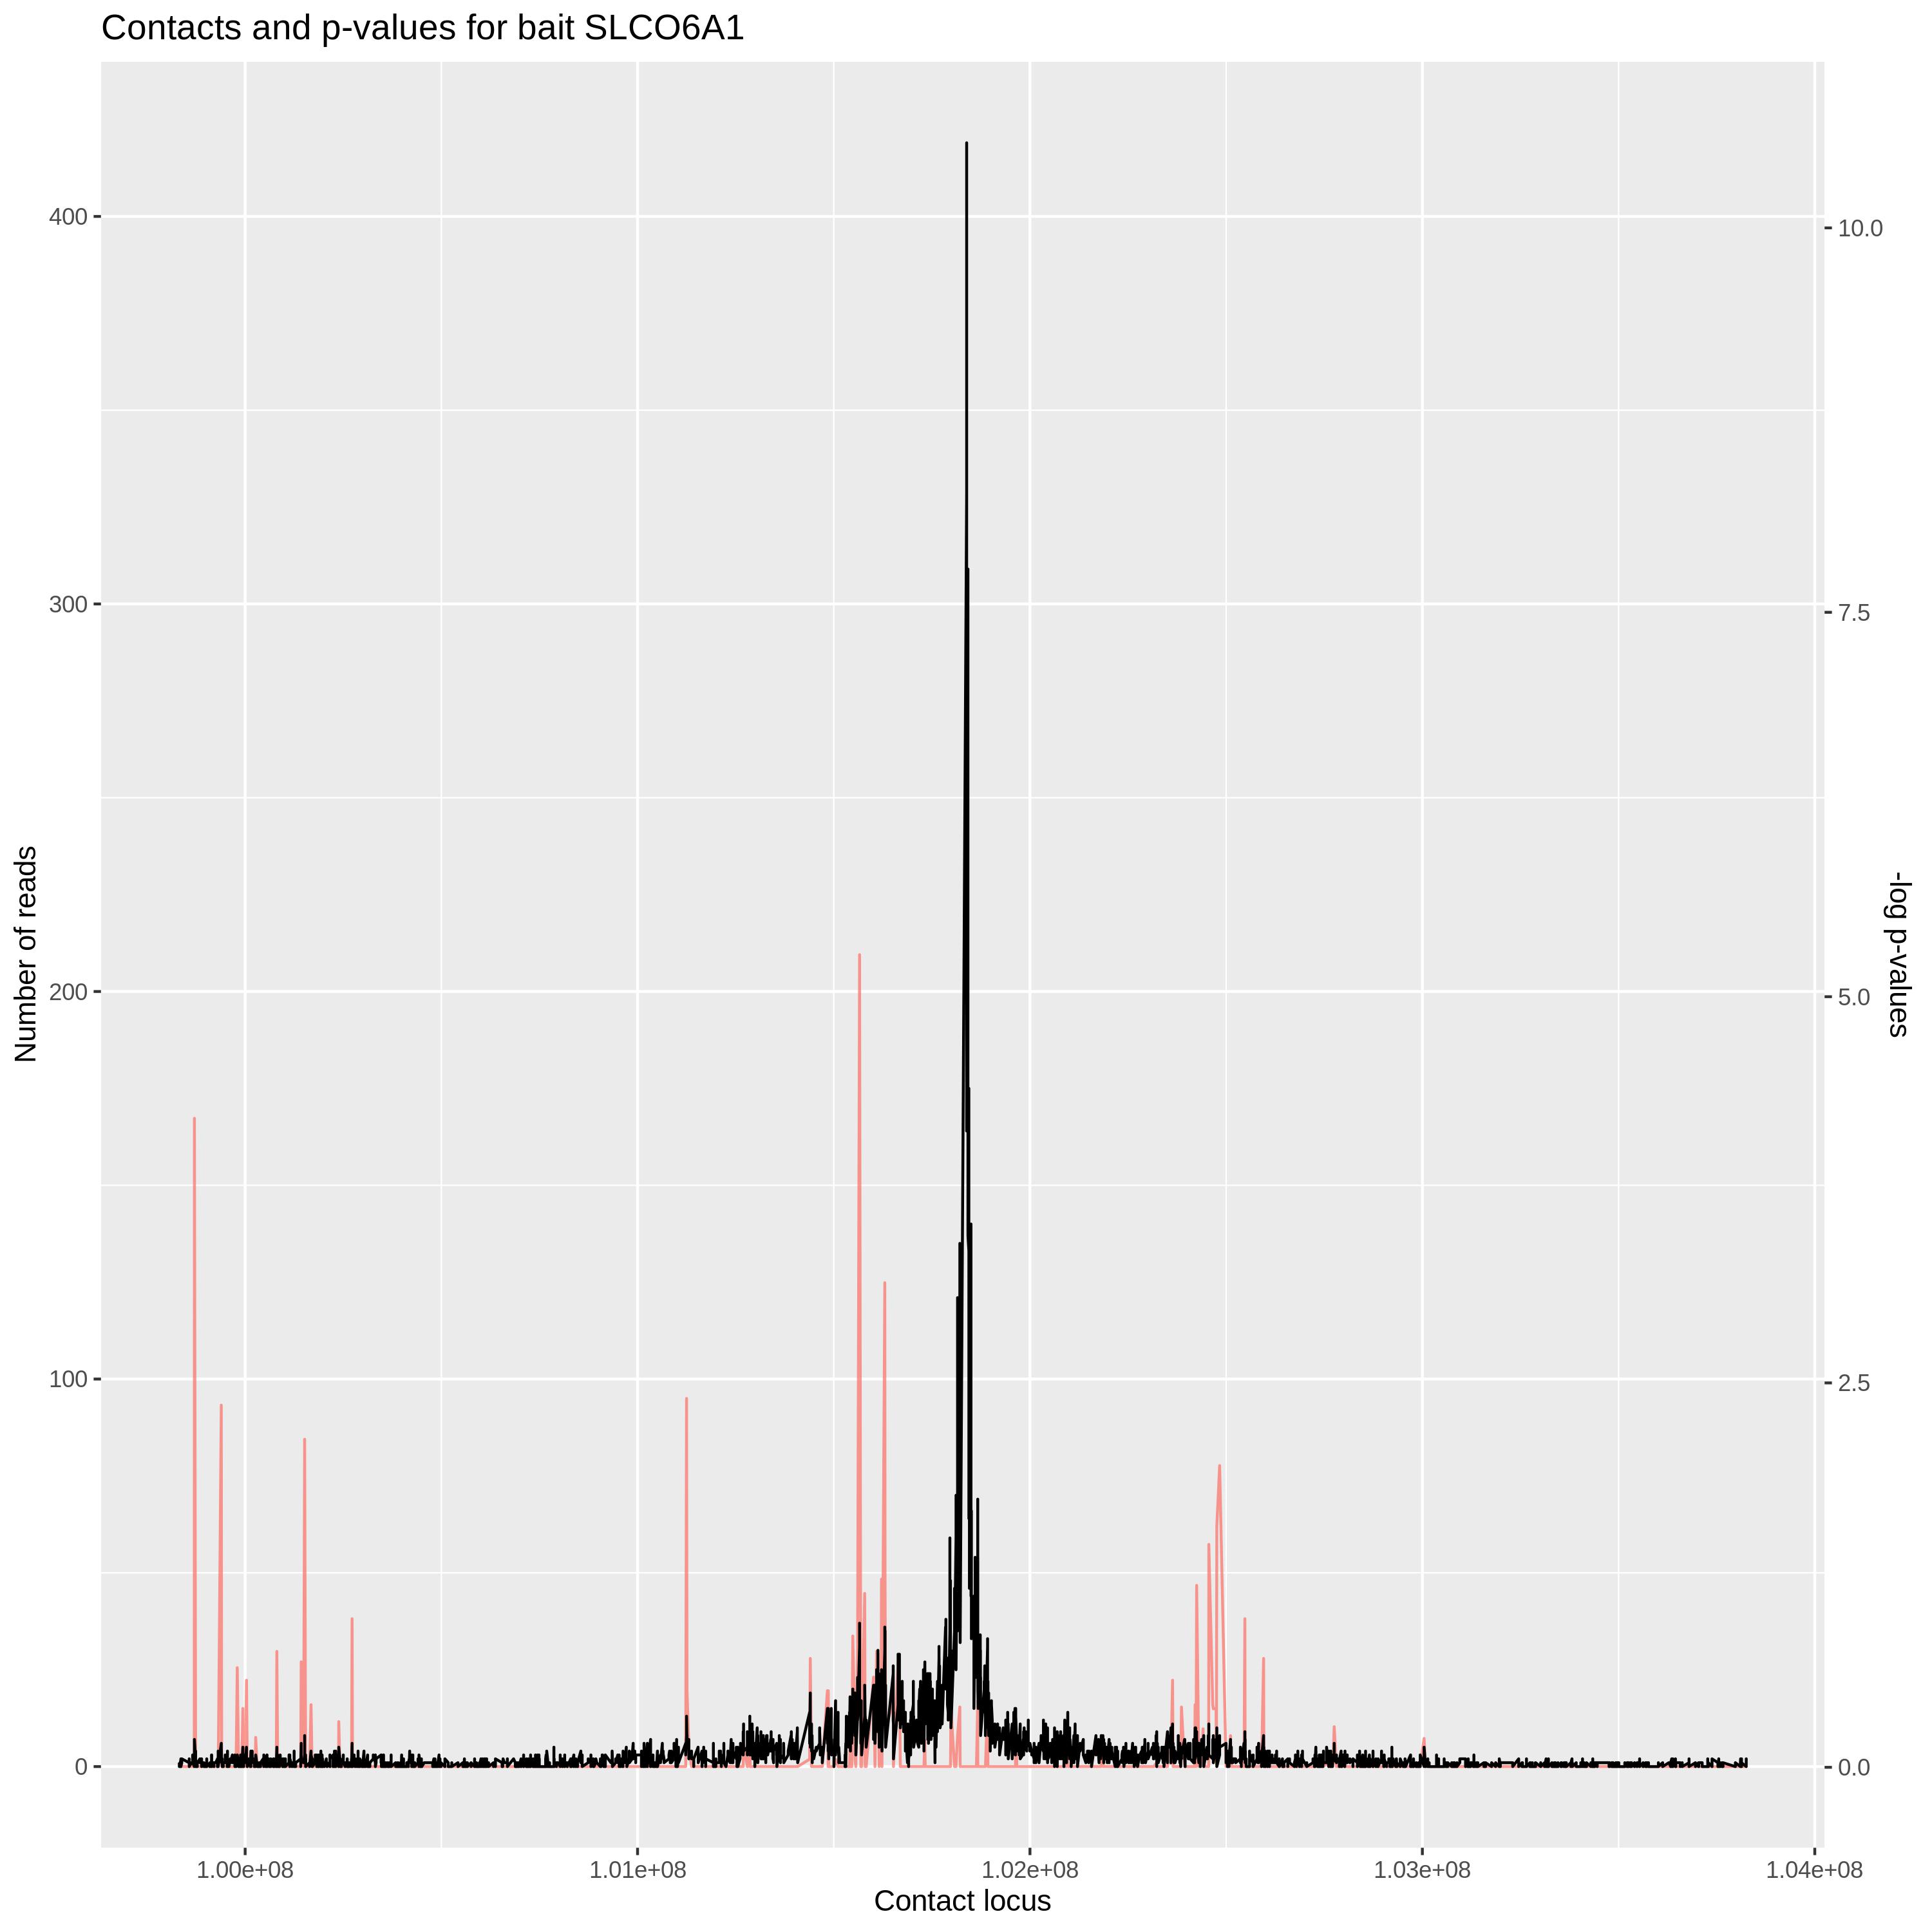 Contacts and p-values for bait SLCO6A1
400
300
200
100
0
10.0
7.5
5.0
2.5
0.0
Number of reads
-log p-values
1.00e+08
1.01e+08
1.02e+08
1.03e+08
1.04e+08
Contact locus